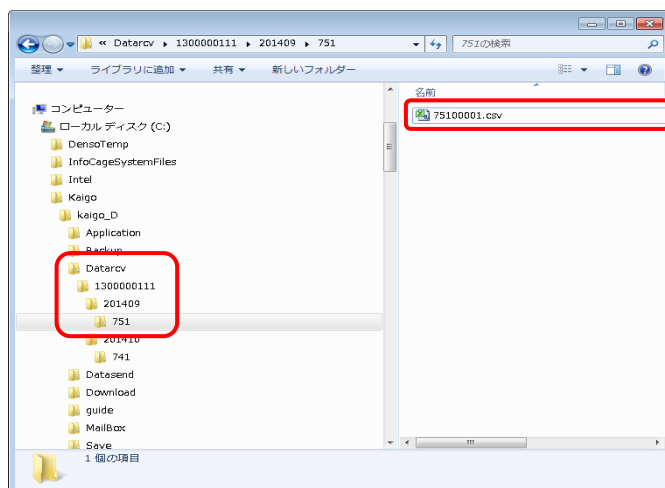 « Datarcv ▸ 1300000111 ▸ 201409 ▸ 751
751の検索
整理 ライブラリに追加 共有 新しいフォルダー
コンピューター
ローカル ディスク (C:)
DensoTemp
InfoCageSystemFiles
Intel
Kaigo
kaigo_D
Application
Backup
Datarcv
1300000111
201409
751
201410
741
Datasend
Download
guide
MailBox
Save
名前
75100001.csv
1 個の項目